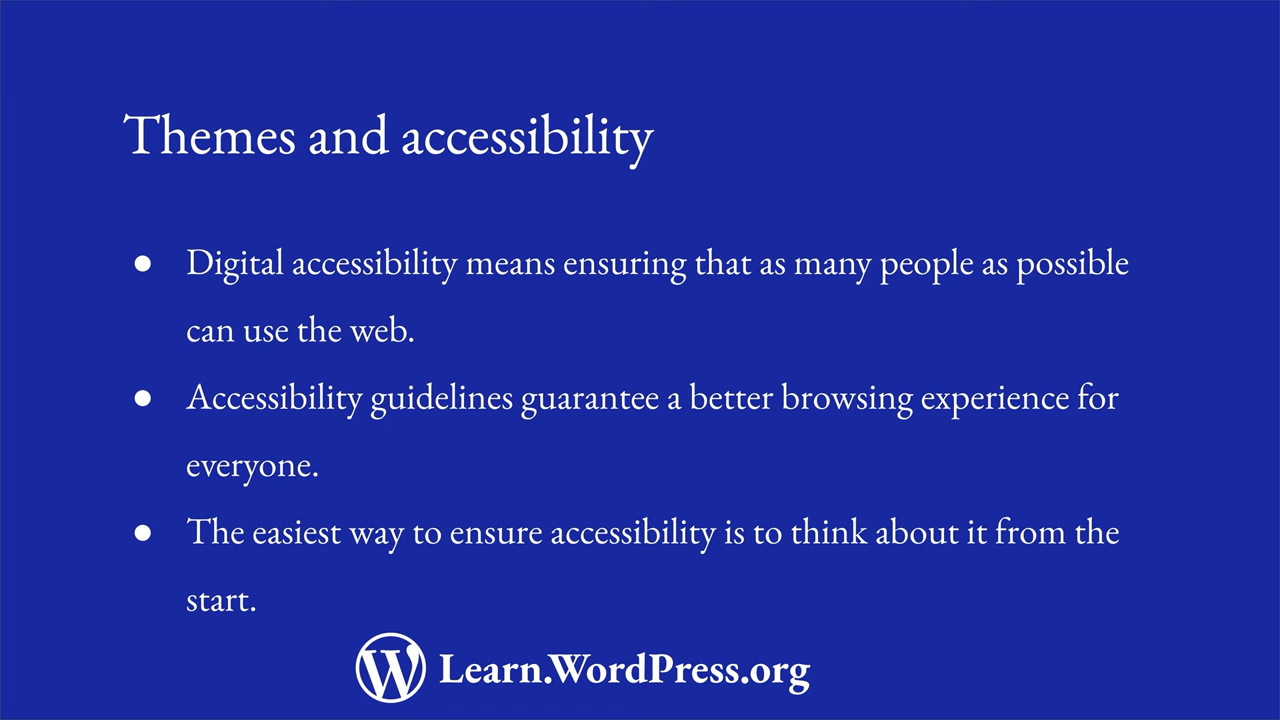 Themes and accessibility
● Digital accessibility means ensuring that as many people as possible
can use the web.
● Accessibility guidelines guarantee a better browsing experience for
everyone.
● The easiest way to ensure accessibility is to think about it from the
start.
Learn.WordPress.org